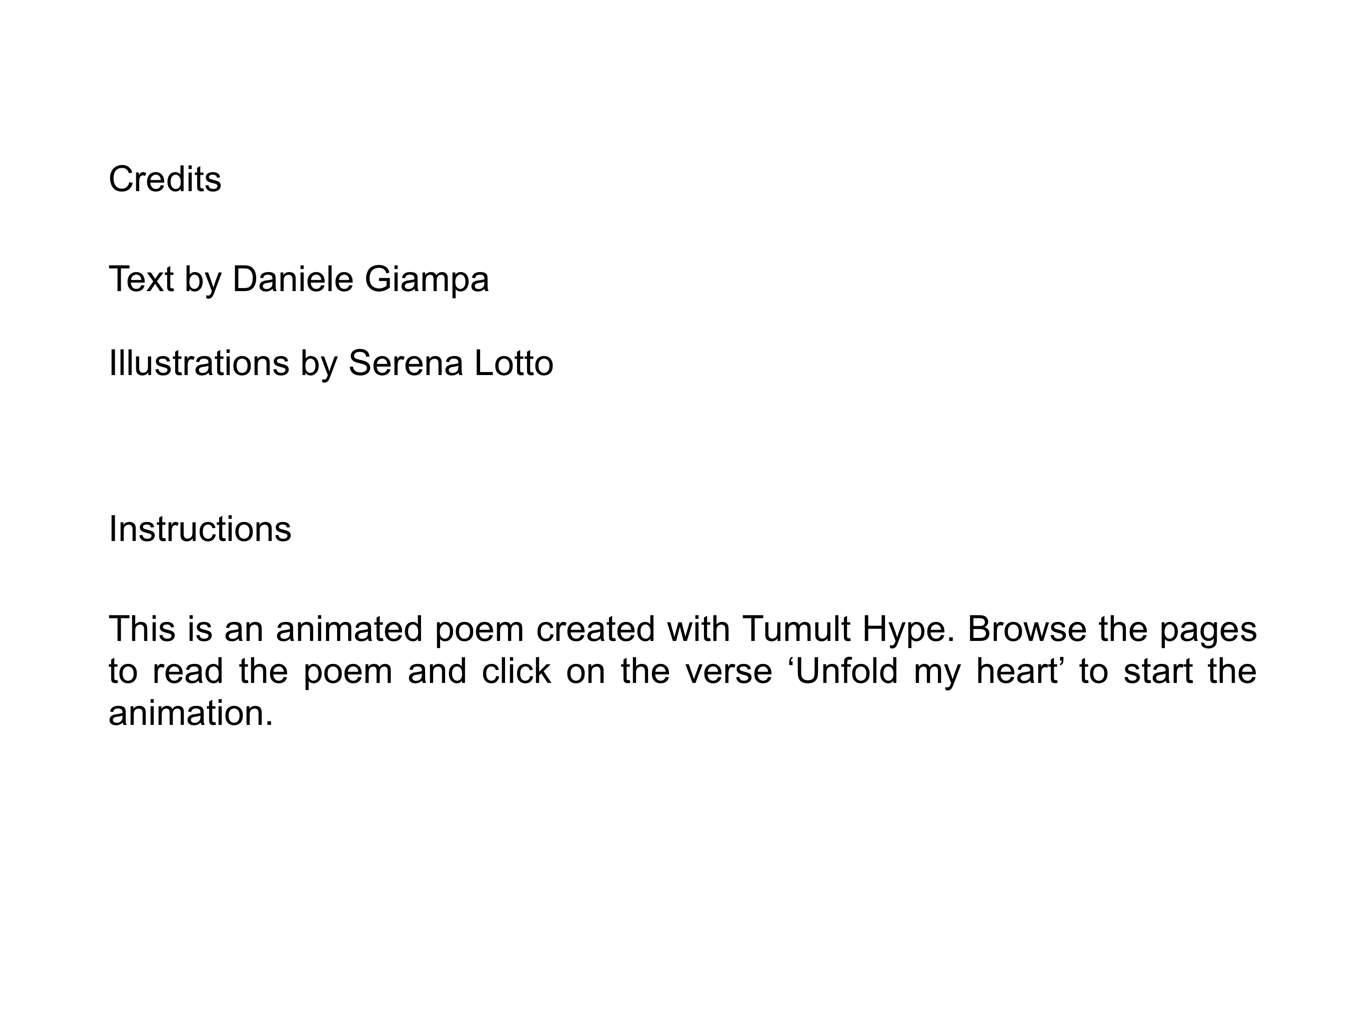 Credits
Text by Daniele Giampa
Illustrations by Serena Lotto
Instructions
This is an animated poem created with Tumult Hype. Browse the pages
to read the poem and click on the verse ‘Unfold my heart’ to start the
animation.